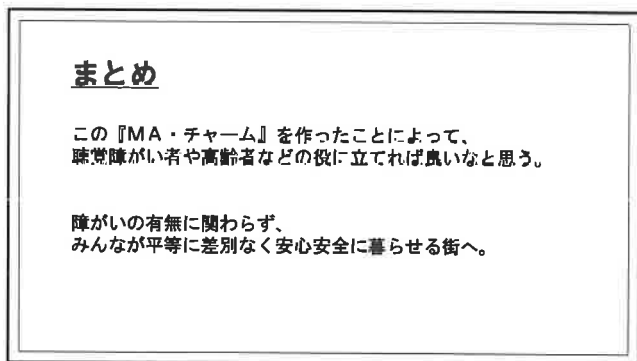 まとめ
この『MA・チャーム』を作ったことによって、
聴覚障がい者や高齢者などの役に立てれば良いなと思う。
障がいの有無に関わらず、
みんなが平等に差別なく安心安全に暮らせる街へ。